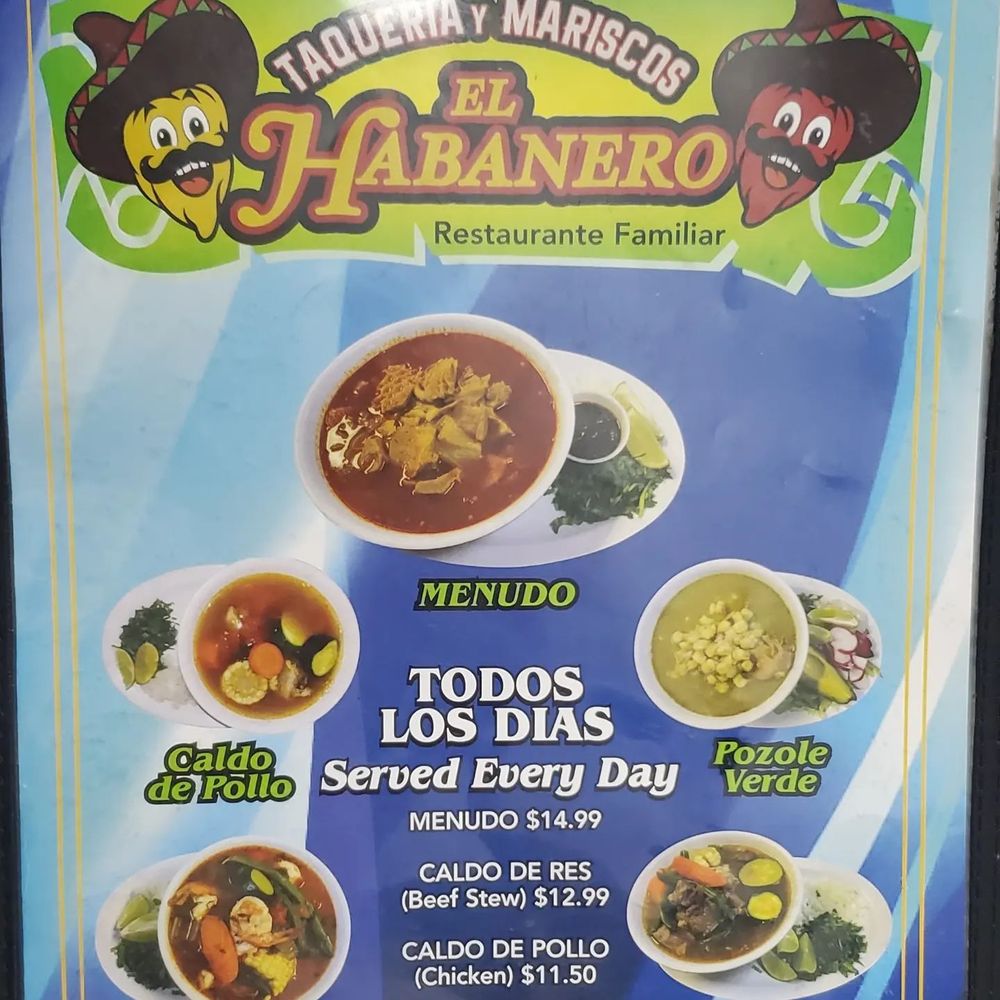 TAQUERIA Y MARISCOS
EL
HABANERO
Restaurante Familiar
MENUDO
TODOS
LOS DIAS
Served Every Day
Caldo
de Pollo
Pozole
Verde
MENUDO $14.99
CALDO DE RES
(Beef Stew) $12.99
CALDO DE POLLO
(Chicken) $11.50